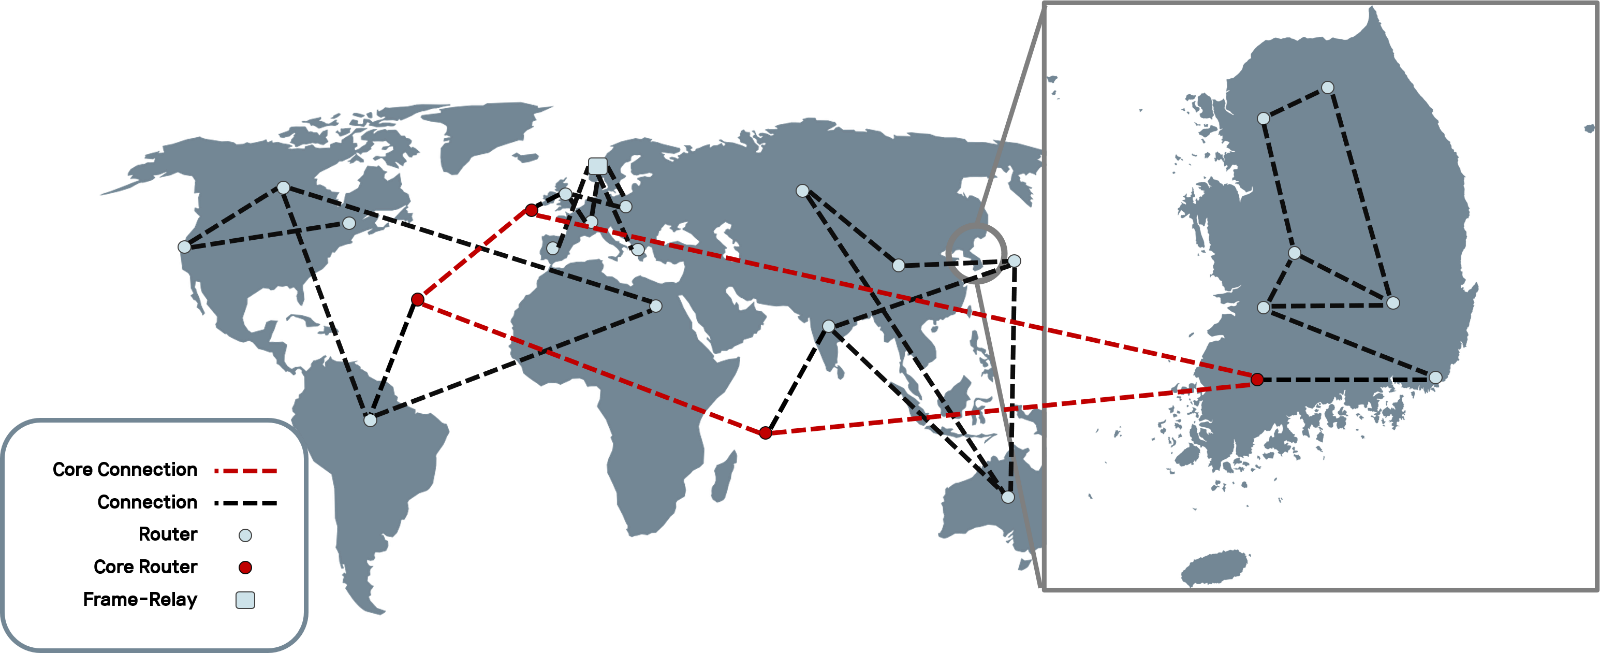 Core Connection
Connection
Router
Core Router
Frame-Relay